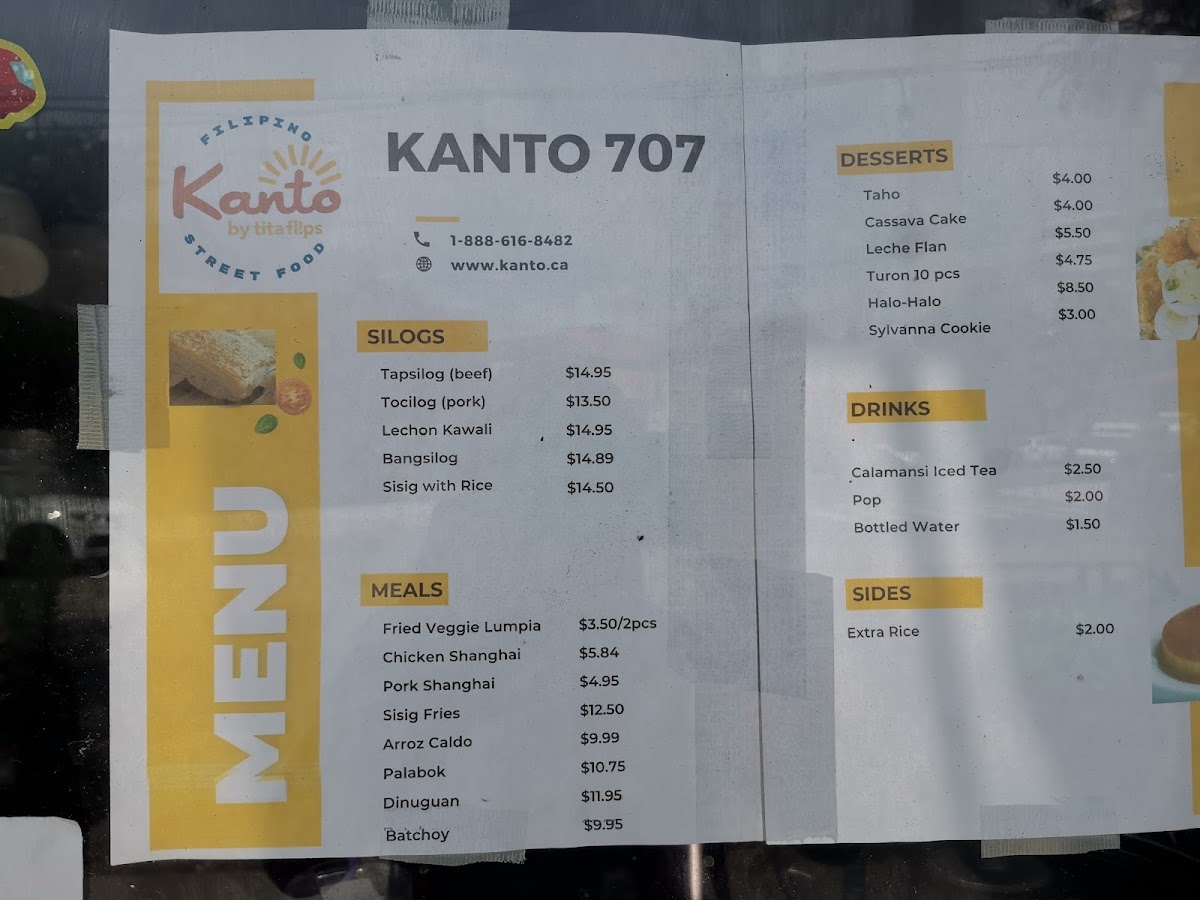 FILIPINO
Kanto
by tita fl!ps
STREET FOOD
MENU
KANTO 707
1-888-616-8482
www.kanto.ca
SILOGS
Tapsilog (beef) $14.95
Tocilog (pork) $13.50
Lechon Kawali $14.95
Bangsilog $14.89
Sisig with Rice $14.50
MEALS
Fried Veggie Lumpia $3.50/2pcs
Chicken Shanghai $5.84
Pork Shanghai $4.95
Sisig Fries $12.50
Arroz Caldo $9.99
Palabok $10.75
Dinuguan $11.95
Batchoy $9.95
DESSERTS
Taho $4.00
Cassava Cake $4.00
Leche Flan $5.50
Turon 10 pcs $4.75
Halo-Halo $8.50
Sylvanna Cookie $3.00
DRINKS
Calamansi Iced Tea $2.50
Pop $2.00
Bottled Water $1.50
SIDES
Extra Rice $2.00